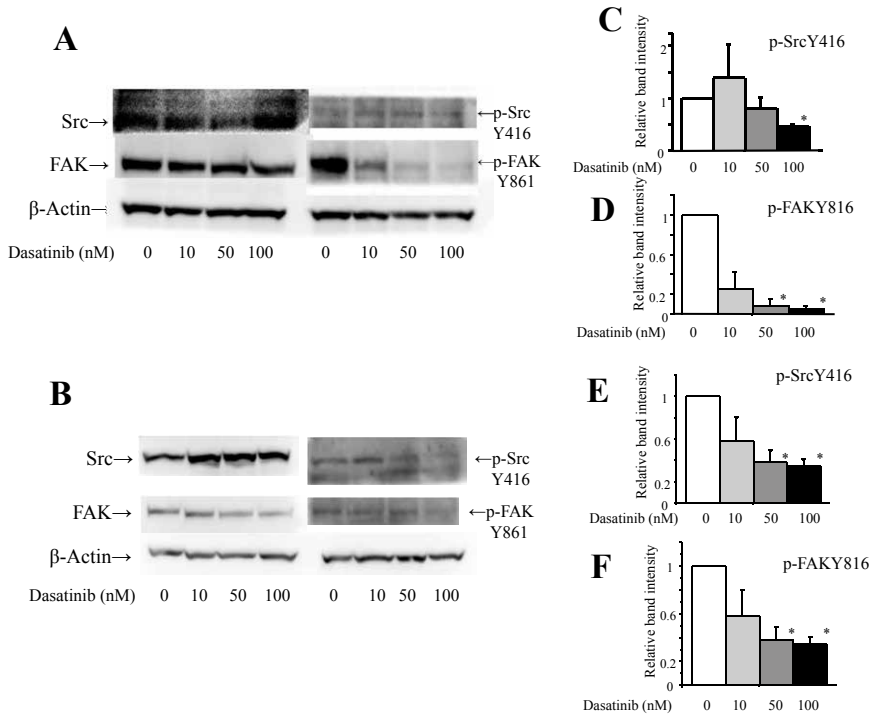 A
Src→
←p-Src
Y416
FAK→
←p-FAK
Y861
β-Actin→
Dasatinib (nM) 0 10 50 100 0 10 50 100
B
Src→
←p-Src
Y416
FAK→
←p-FAK
Y861
β-Actin→
Dasatinib (nM) 0 10 50 100 0 10 50 100
C
p-SrcY416
Relative band intensity
2
1
0
*
Dasatinib (nM) 0 10 50 100
D
p-FAKY816
Relative band intensity
1
0.6
0.2
0
* *
Dasatinib (nM) 0 10 50 100
E
p-SrcY416
Relative band intensity
1
0.6
0.4
0.2
0
* *
Dasatinib (nM) 0 10 50 100
F
p-FAKY816
Relative band intensity
1
0.6
0.4
0.2
0
* *
Dasatinib (nM) 0 10 50 100